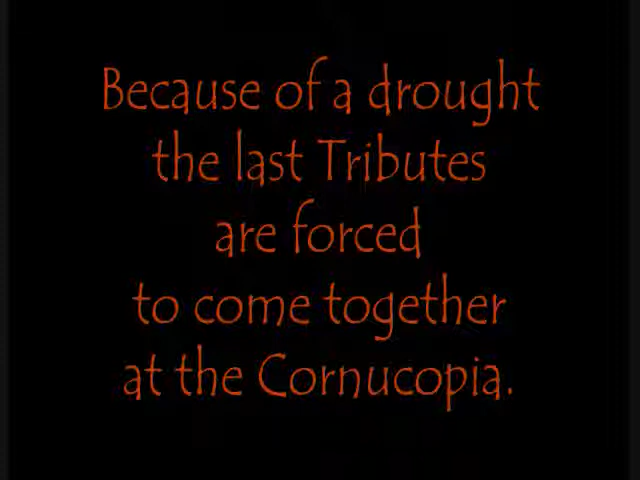 Because of a drought
the last Tributes
are forced
to come together
at the Cornucopia.